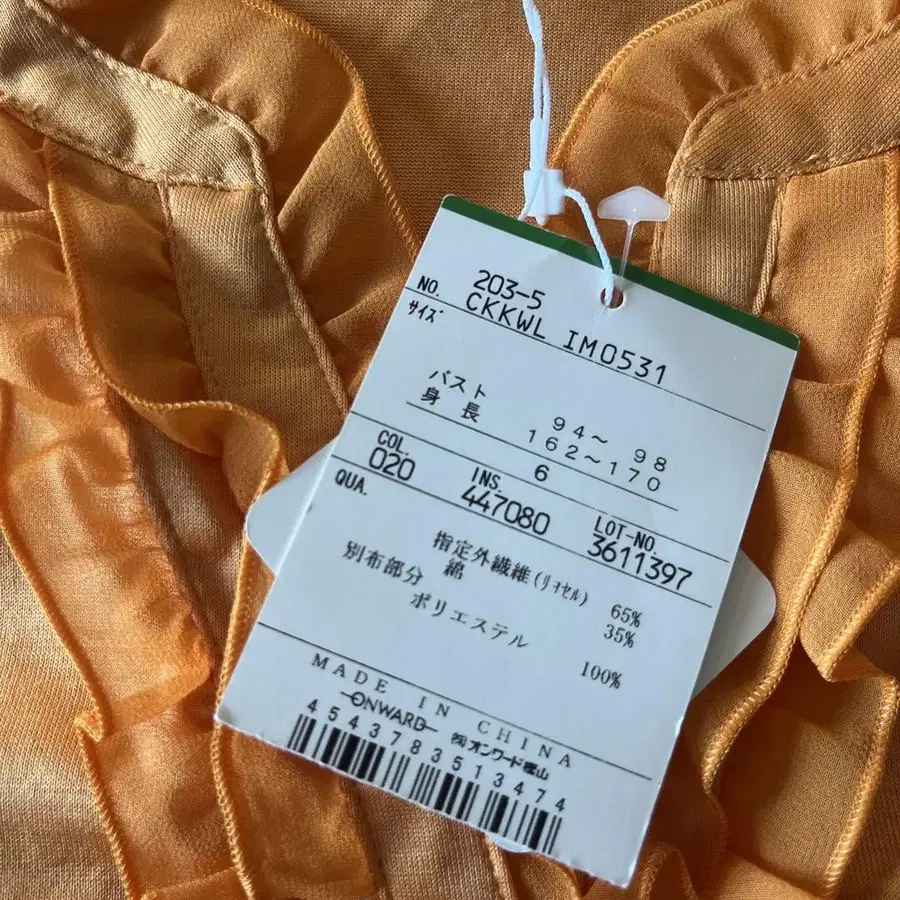 203-5
NO. CKKWL IM0531
サイズ
バスト 94〜 98
身長 162〜170
6
COL. INS. LOT-NO.
020 447080 3611397
QUA.
指定外繊維(リヨセル) 65%
綿 35%
別布部分
ポリエステル 100%
MADE IN CHINA
ONWARD ㈱オンワード樫山
4543783513474